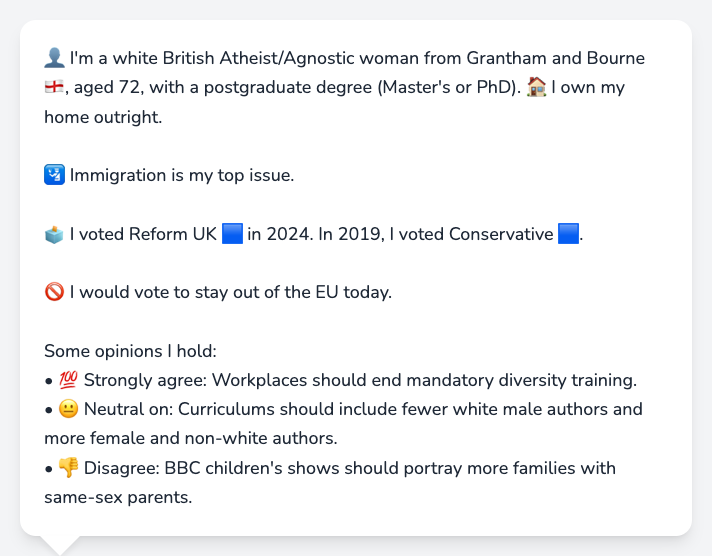 👤 I'm a white British Atheist/Agnostic woman from Grantham and Bourne
🏴󠁧󠁢󠁥󠁮󠁧󠁿, aged 72, with a postgraduate degree (Master's or PhD). 🏠 I own my
home outright.
🛂 Immigration is my top issue.
🗳️ I voted Reform UK 🟦 in 2024. In 2019, I voted Conservative 🟦.
🚫 I would vote to stay out of the EU today.
Some opinions I hold:
• 💯 Strongly agree: Workplaces should end mandatory diversity training.
• 😐 Neutral on: Curriculums should include fewer white male authors and
more female and non-white authors.
• 👎 Disagree: BBC children's shows should portray more families with
same-sex parents.